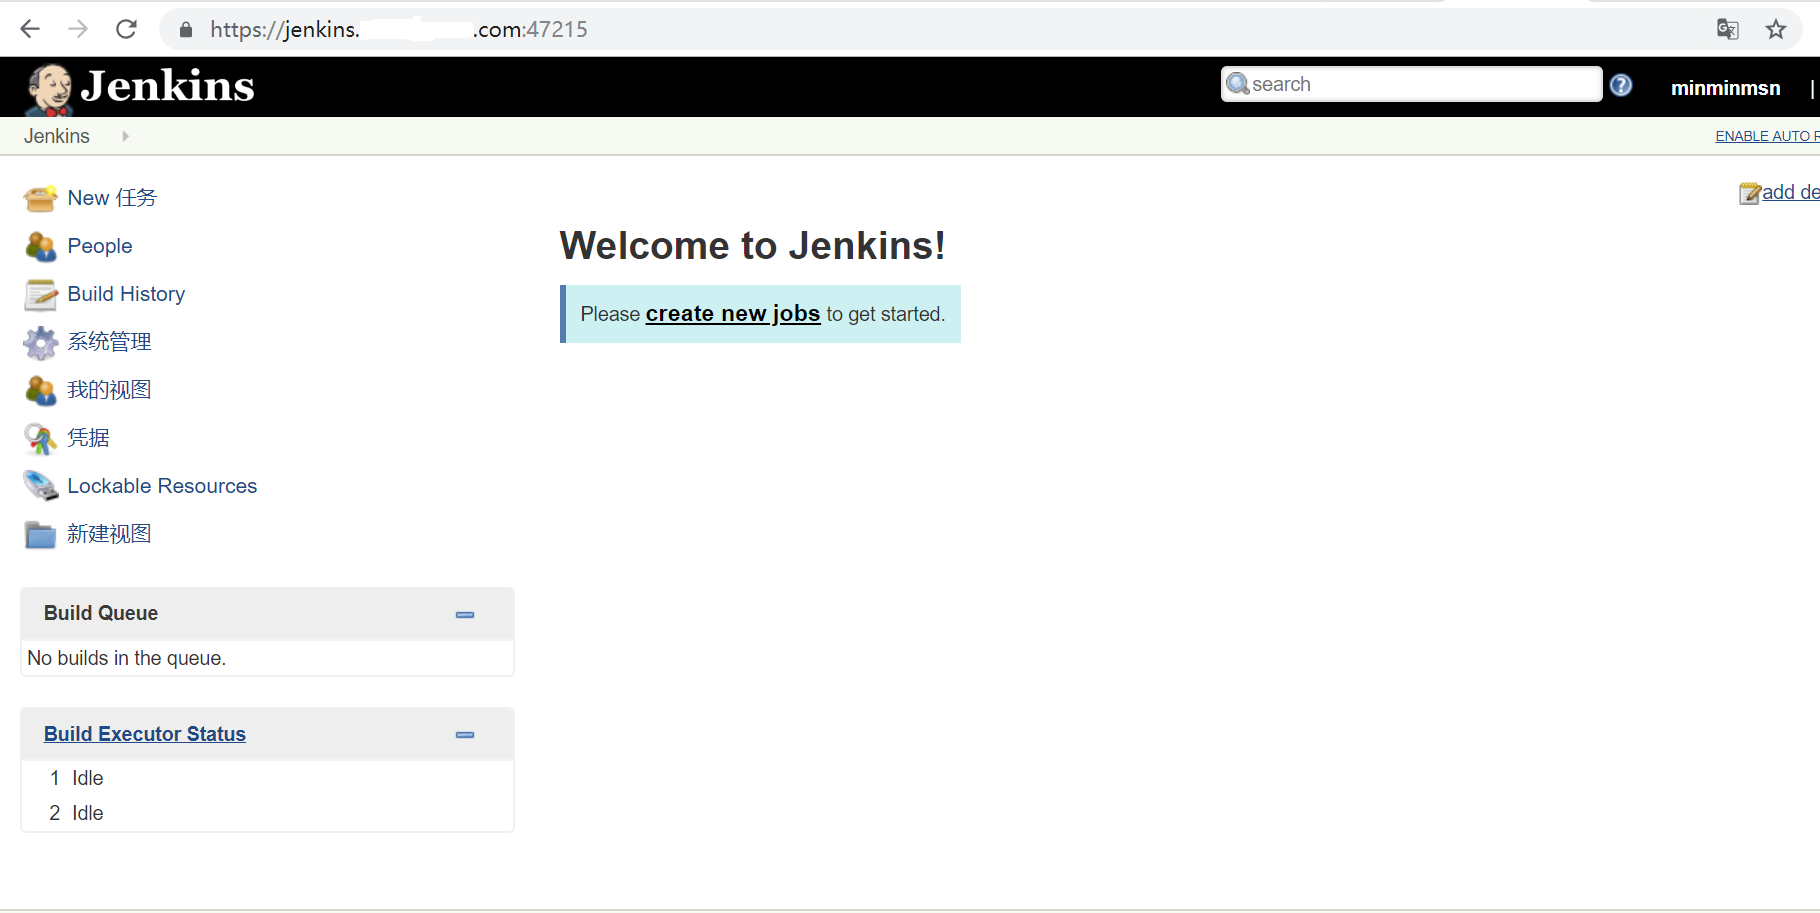 https://jenkins. .com:47215
Jenkins
search
minminmsn |
Jenkins
ENABLE AUTO R
New 任务
add de
People
Build History
系统管理
我的视图
凭据
Lockable Resources
新建视图
Welcome to Jenkins!
Please create new jobs to get started.
Build Queue
No builds in the queue.
Build Executor Status
1 Idle
2 Idle